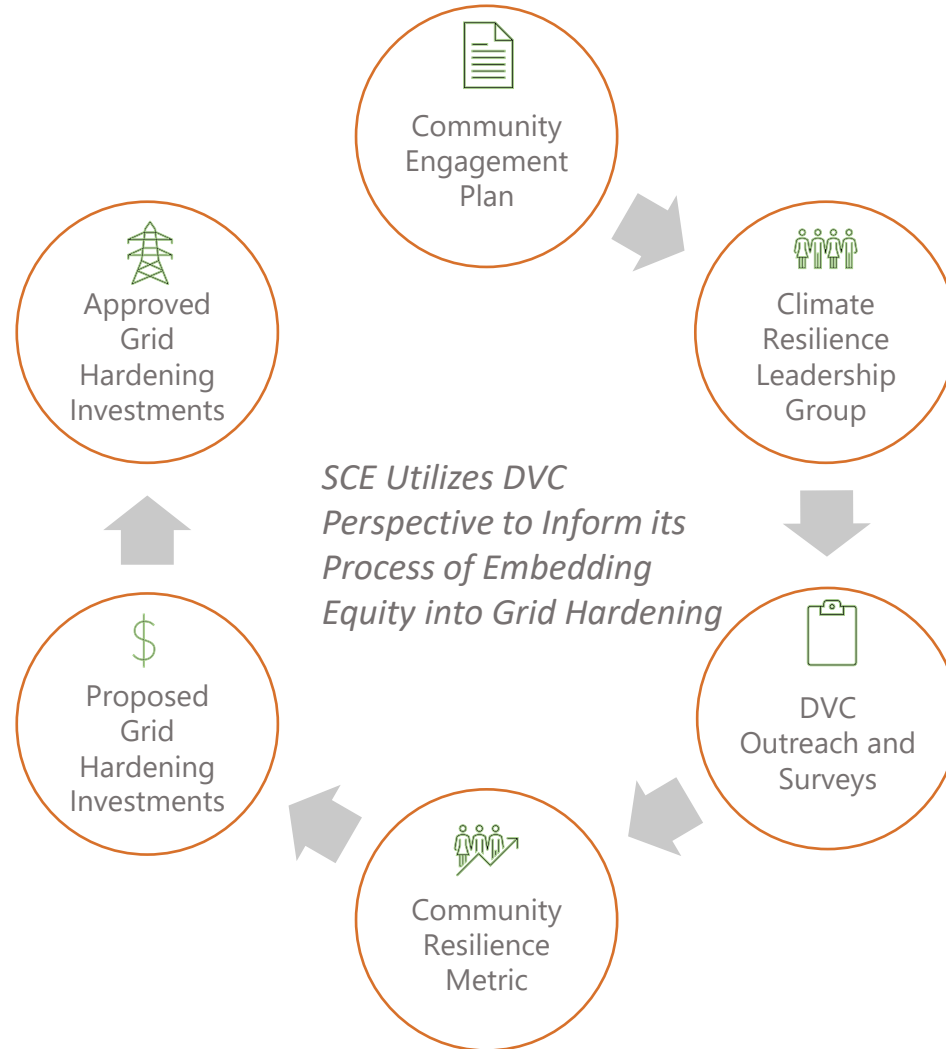 Community
Engagement
Plan
Climate
Resilience
Leadership
Group
DVC
Outreach and
Surveys
Community
Resilience
Metric
Proposed
Grid
Hardening
Investments
Approved
Grid
Hardening
Investments
SCE Utilizes DVC
Perspective to Inform its
Process of Embedding
Equity into Grid Hardening
$